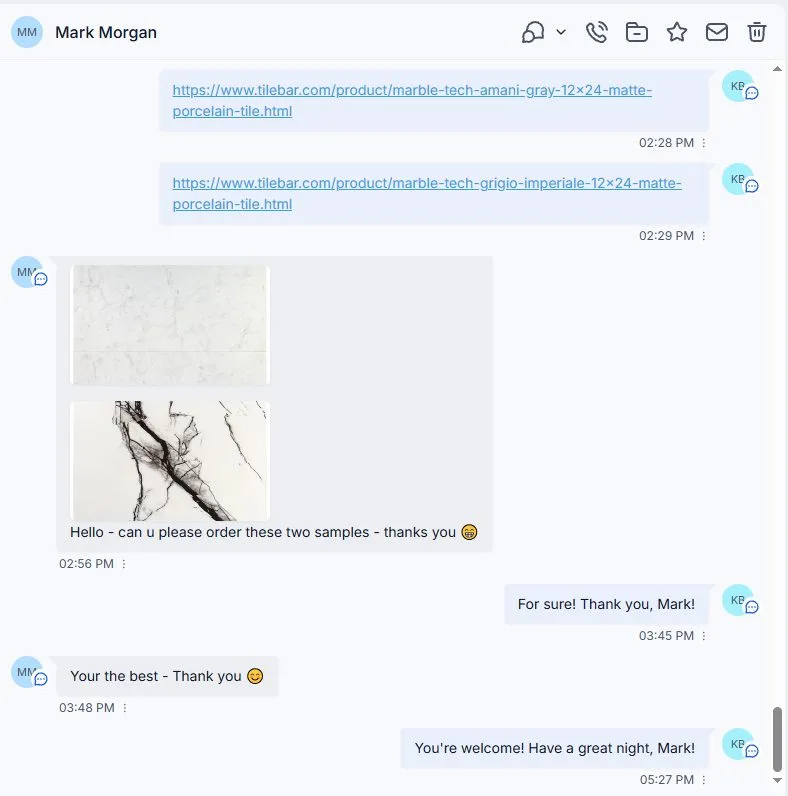 MM Mark Morgan
https://www.tilebar.com/product/marble-tech-amani-gray-12×24-matte-
porcelain-tile.html
KB
02:28 PM
https://www.tilebar.com/product/marble-tech-grigio-imperiale-12×24-matte-
porcelain-tile.html
KB
02:29 PM
MM
Hello - can u please order these two samples - thanks you 😁
02:56 PM
For sure! Thank you, Mark!
KB
03:45 PM
MM
Your the best - Thank you 😊
03:48 PM
You're welcome! Have a great night, Mark!
KB
05:27 PM